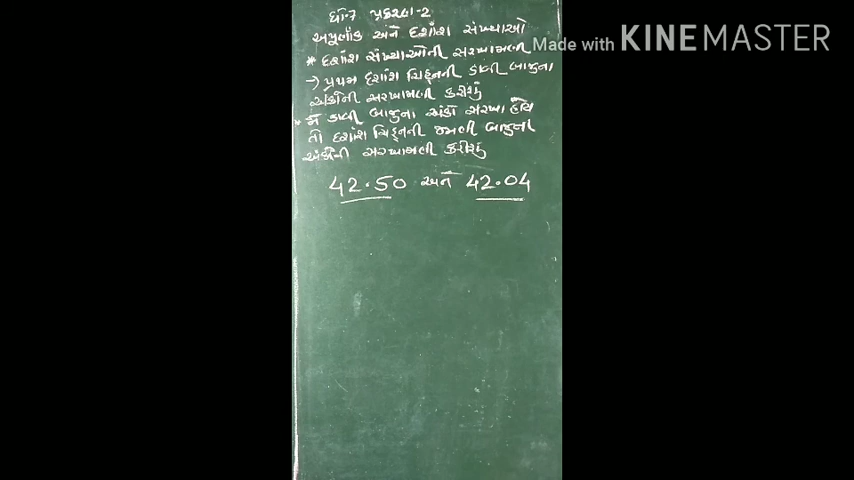 ધો-7 પ્રકરણ-2
અપૂર્ણાંક અને દશાંશ સંખ્યાઓ
* દશાંશ સંખ્યાઓની સરખામણી
Made with KINEMASTER
→ પ્રથમ દશાંશ ચિહ્નની ડાબી બાજુના
અંકોની સરખામણી કરીશું
* જો ડાબી બાજુના અંકો સરખા હોય
તો દશાંશ ચિહ્નની જમણી બાજુના
અંકોની સરખામણી કરીશું
42.50 અને 42.04